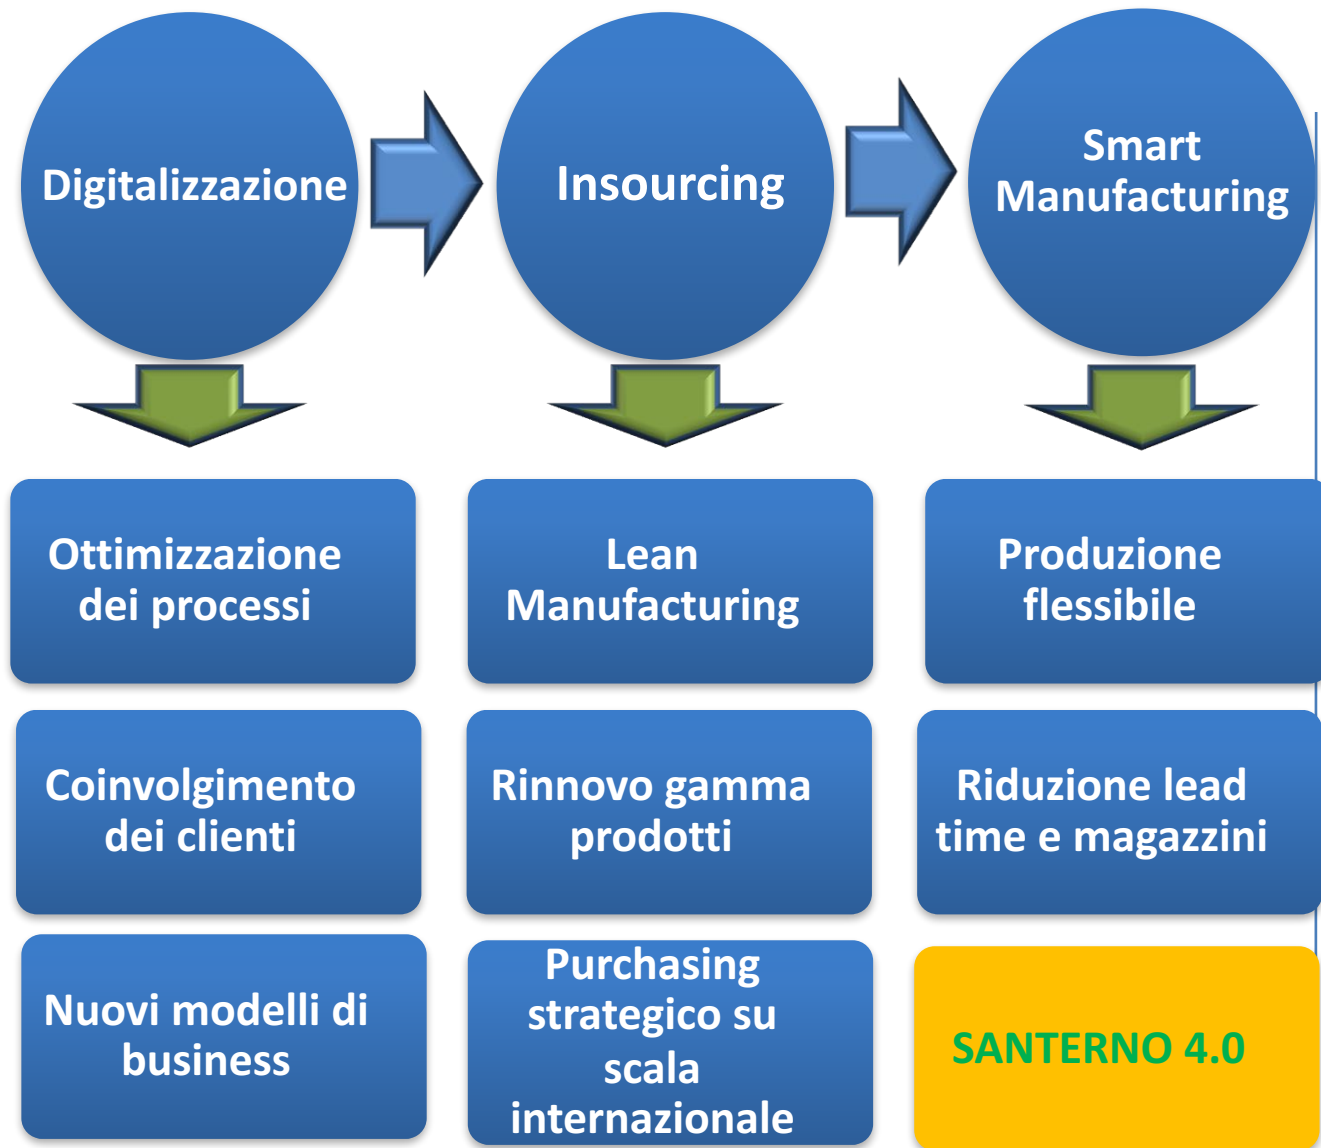 Digitalizzazione
Insourcing
Smart
Manufacturing
Ottimizzazione
dei processi
Lean
Manufacturing
Produzione
flessibile
Coinvolgimento
dei clienti
Rinnovo gamma
prodotti
Riduzione lead
time e magazzini
Nuovi modelli di
business
Purchasing
strategico su
scala
internazionale
SANTERNO 4.0